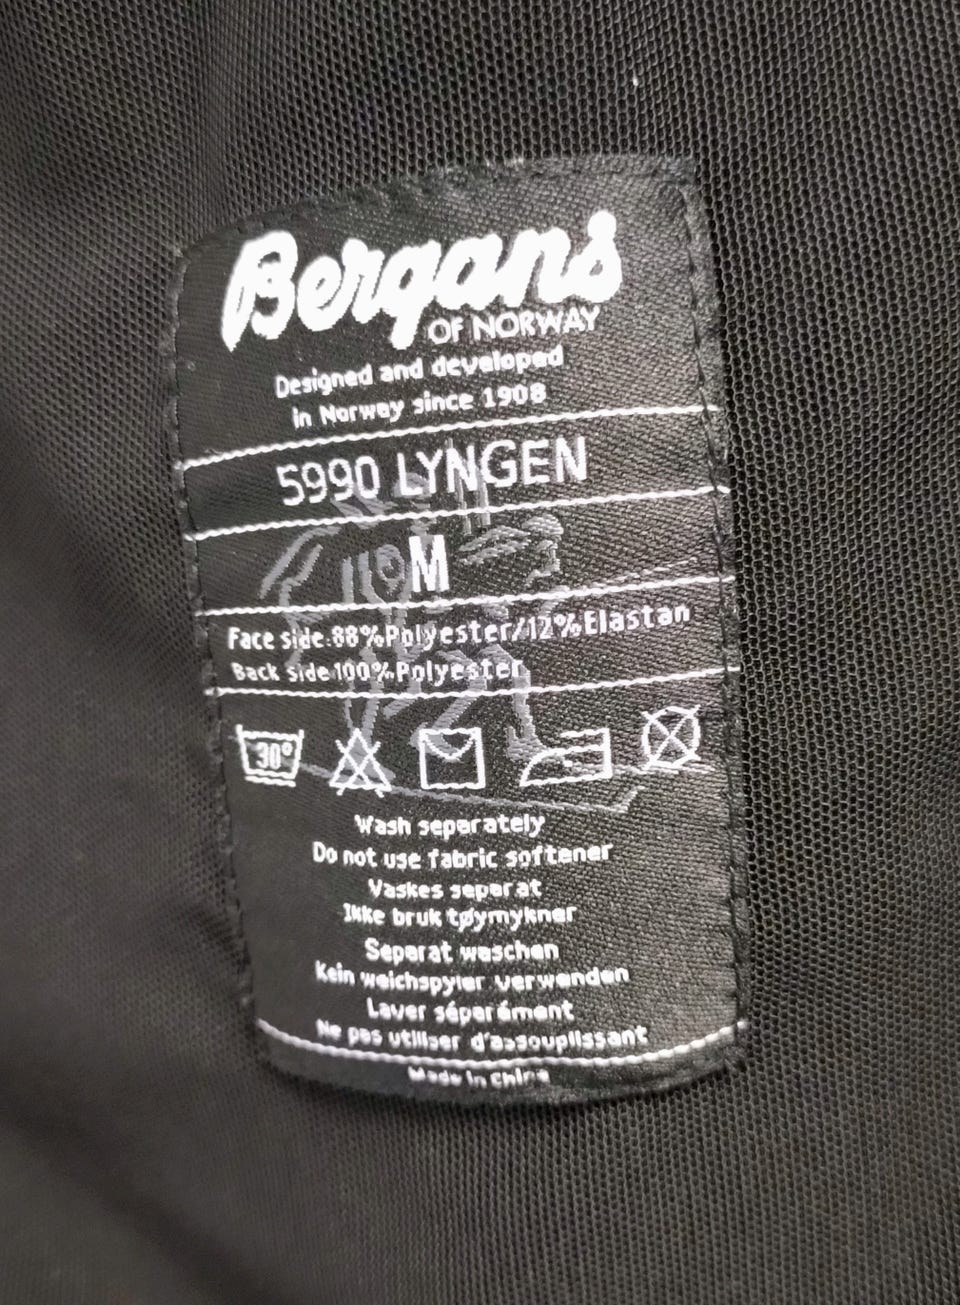 Bergans
OF NORWAY
Designed and developed
in Norway since 1908
5990 LYNGEN
M
Face side:88%Polyester/12%Elastan
Back Side:100%Polyester
30°
Wash separately
Do not use fabric softener
Vaskes separat
Ikke bruk tøymykner
Separat waschen
Kein weichspyler verwenden
Laver séparément
Ne pas utiliser d'assouplissant
Made in China